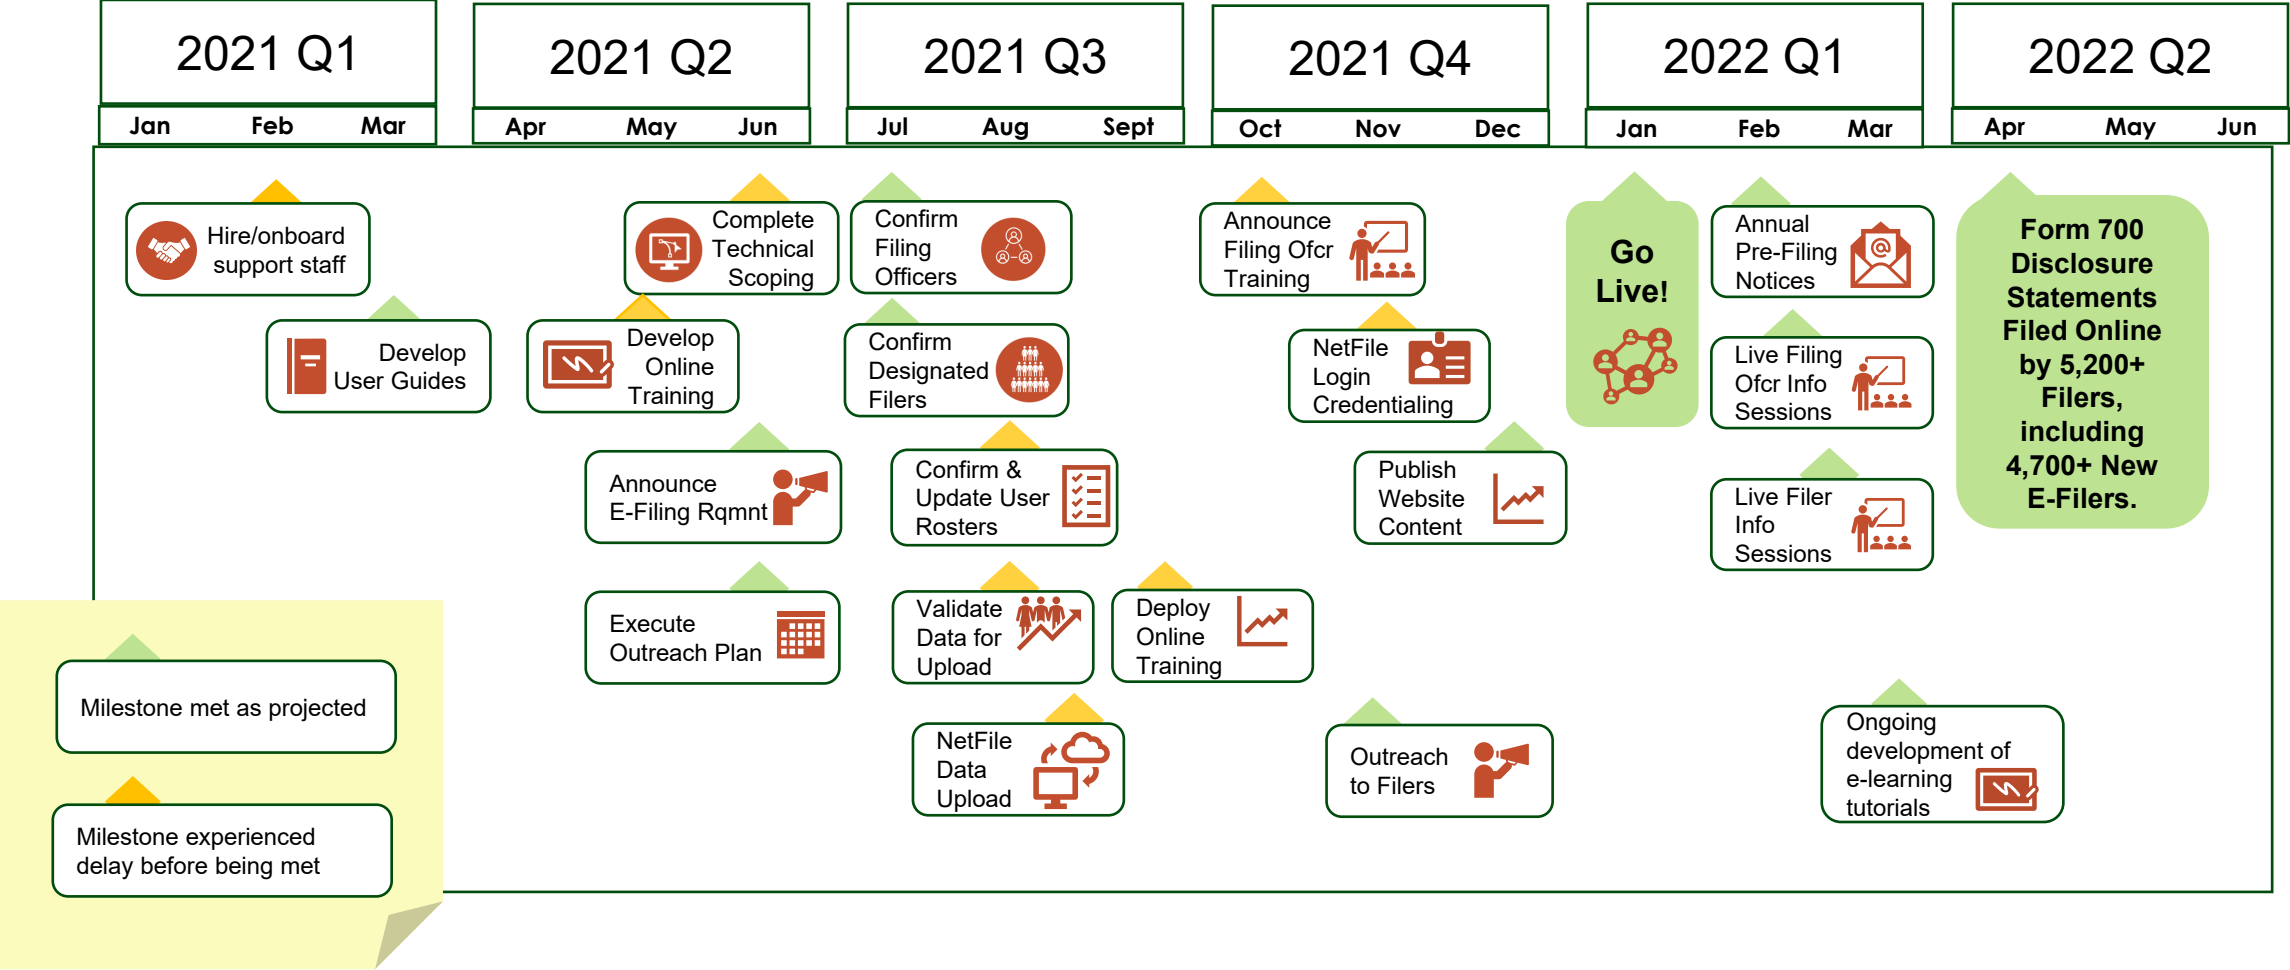 2021 Q1
2021 Q2
2021 Q3
2021 Q4
2022 Q1
2022 Q2
Jan Feb Mar
Apr May Jun
Jul Aug Sept
Oct Nov Dec
Jan Feb Mar
Apr May Jun
Hire/onboard
support staff
Develop
User Guides
Complete
Technical
Scoping
Develop
Online
Training
Announce
E-Filing Rqmnt
Execute
Outreach Plan
Confirm
Filing
Officers
Confirm
Designated
Filers
Confirm &
Update User
Rosters
Validate
Data for
Upload
NetFile
Data
Upload
Deploy
Online
Training
Announce
Filing Ofcr
Training
NetFile
Login
Credentialing
Publish
Website
Content
Outreach
to Filers
Go
Live!
Annual
Pre-Filing
Notices
Live Filing
Ofcr Info
Sessions
Live Filer
Info
Sessions
Ongoing
development of
e-learning
tutorials
Form 700
Disclosure
Statements
Filed Online
by 5,200+
Filers,
including
4,700+ New
E-Filers.
Milestone met as projected
Milestone experienced
delay before being met